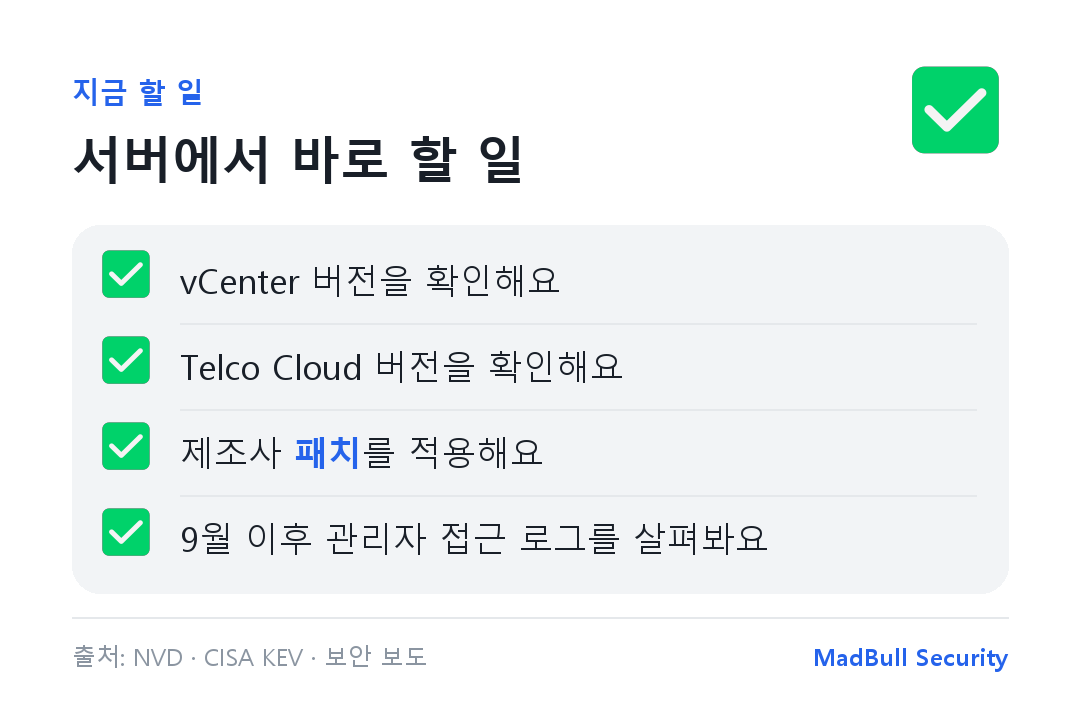 지금 할 일
서버에서 바로 할 일
vCenter 버전을 확인해요
Telco Cloud 버전을 확인해요
제조사 패치를 적용해요
9월 이후 관리자 접근 로그를 살펴봐요
출처: NVD · CISA KEV · 보안 보도
MadBull Security